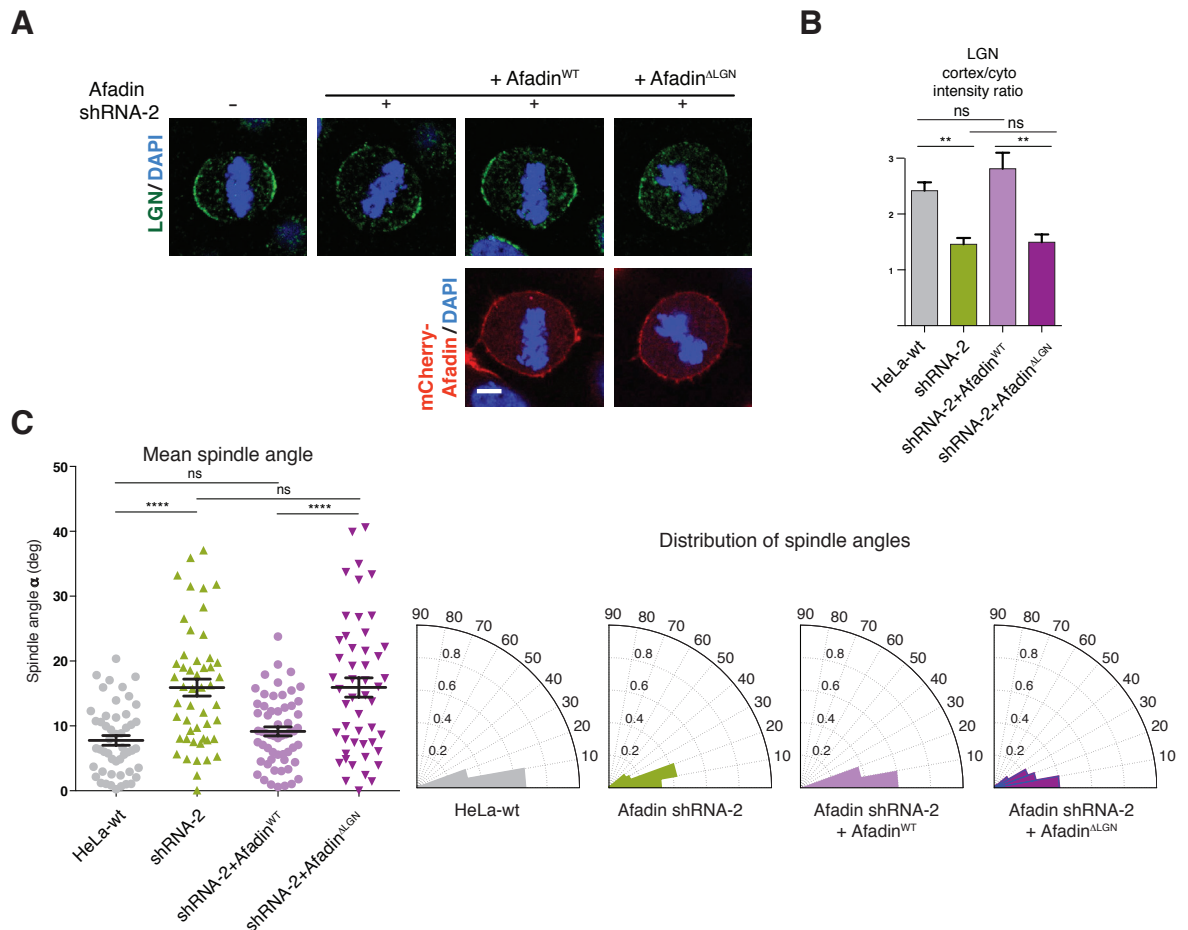 A
Afadin
shRNA-2
–
+
+ Afadin^WT
+
+ Afadin^ΔLGN
+
LGN/DAPI
mCherry-
Afadin/DAPI
B
LGN
cortex/cyto
intensity ratio
ns
ns
**
**
3
2
1
HeLa-wt
shRNA-2
shRNA-2+Afadin^WT
shRNA-2+Afadin^ΔLGN
C
Mean spindle angle
ns
ns
****
****
Spindle angle α (deg)
50
40
30
20
10
0
HeLa-wt
shRNA-2
shRNA-2+Afadin^WT
shRNA-2+Afadin^ΔLGN
Distribution of spindle angles
90 80 70 60 50 40 30 20 10
0.8
0.6
0.4
0.2
HeLa-wt
90 80 70 60 50 40 30 20 10
0.8
0.6
0.4
0.2
Afadin shRNA-2
90 80 70 60 50 40 30 20 10
0.8
0.6
0.4
0.2
Afadin shRNA-2
+ Afadin^WT
90 80 70 60 50 40 30 20 10
0.8
0.6
0.4
0.2
Afadin shRNA-2
+ Afadin^ΔLGN